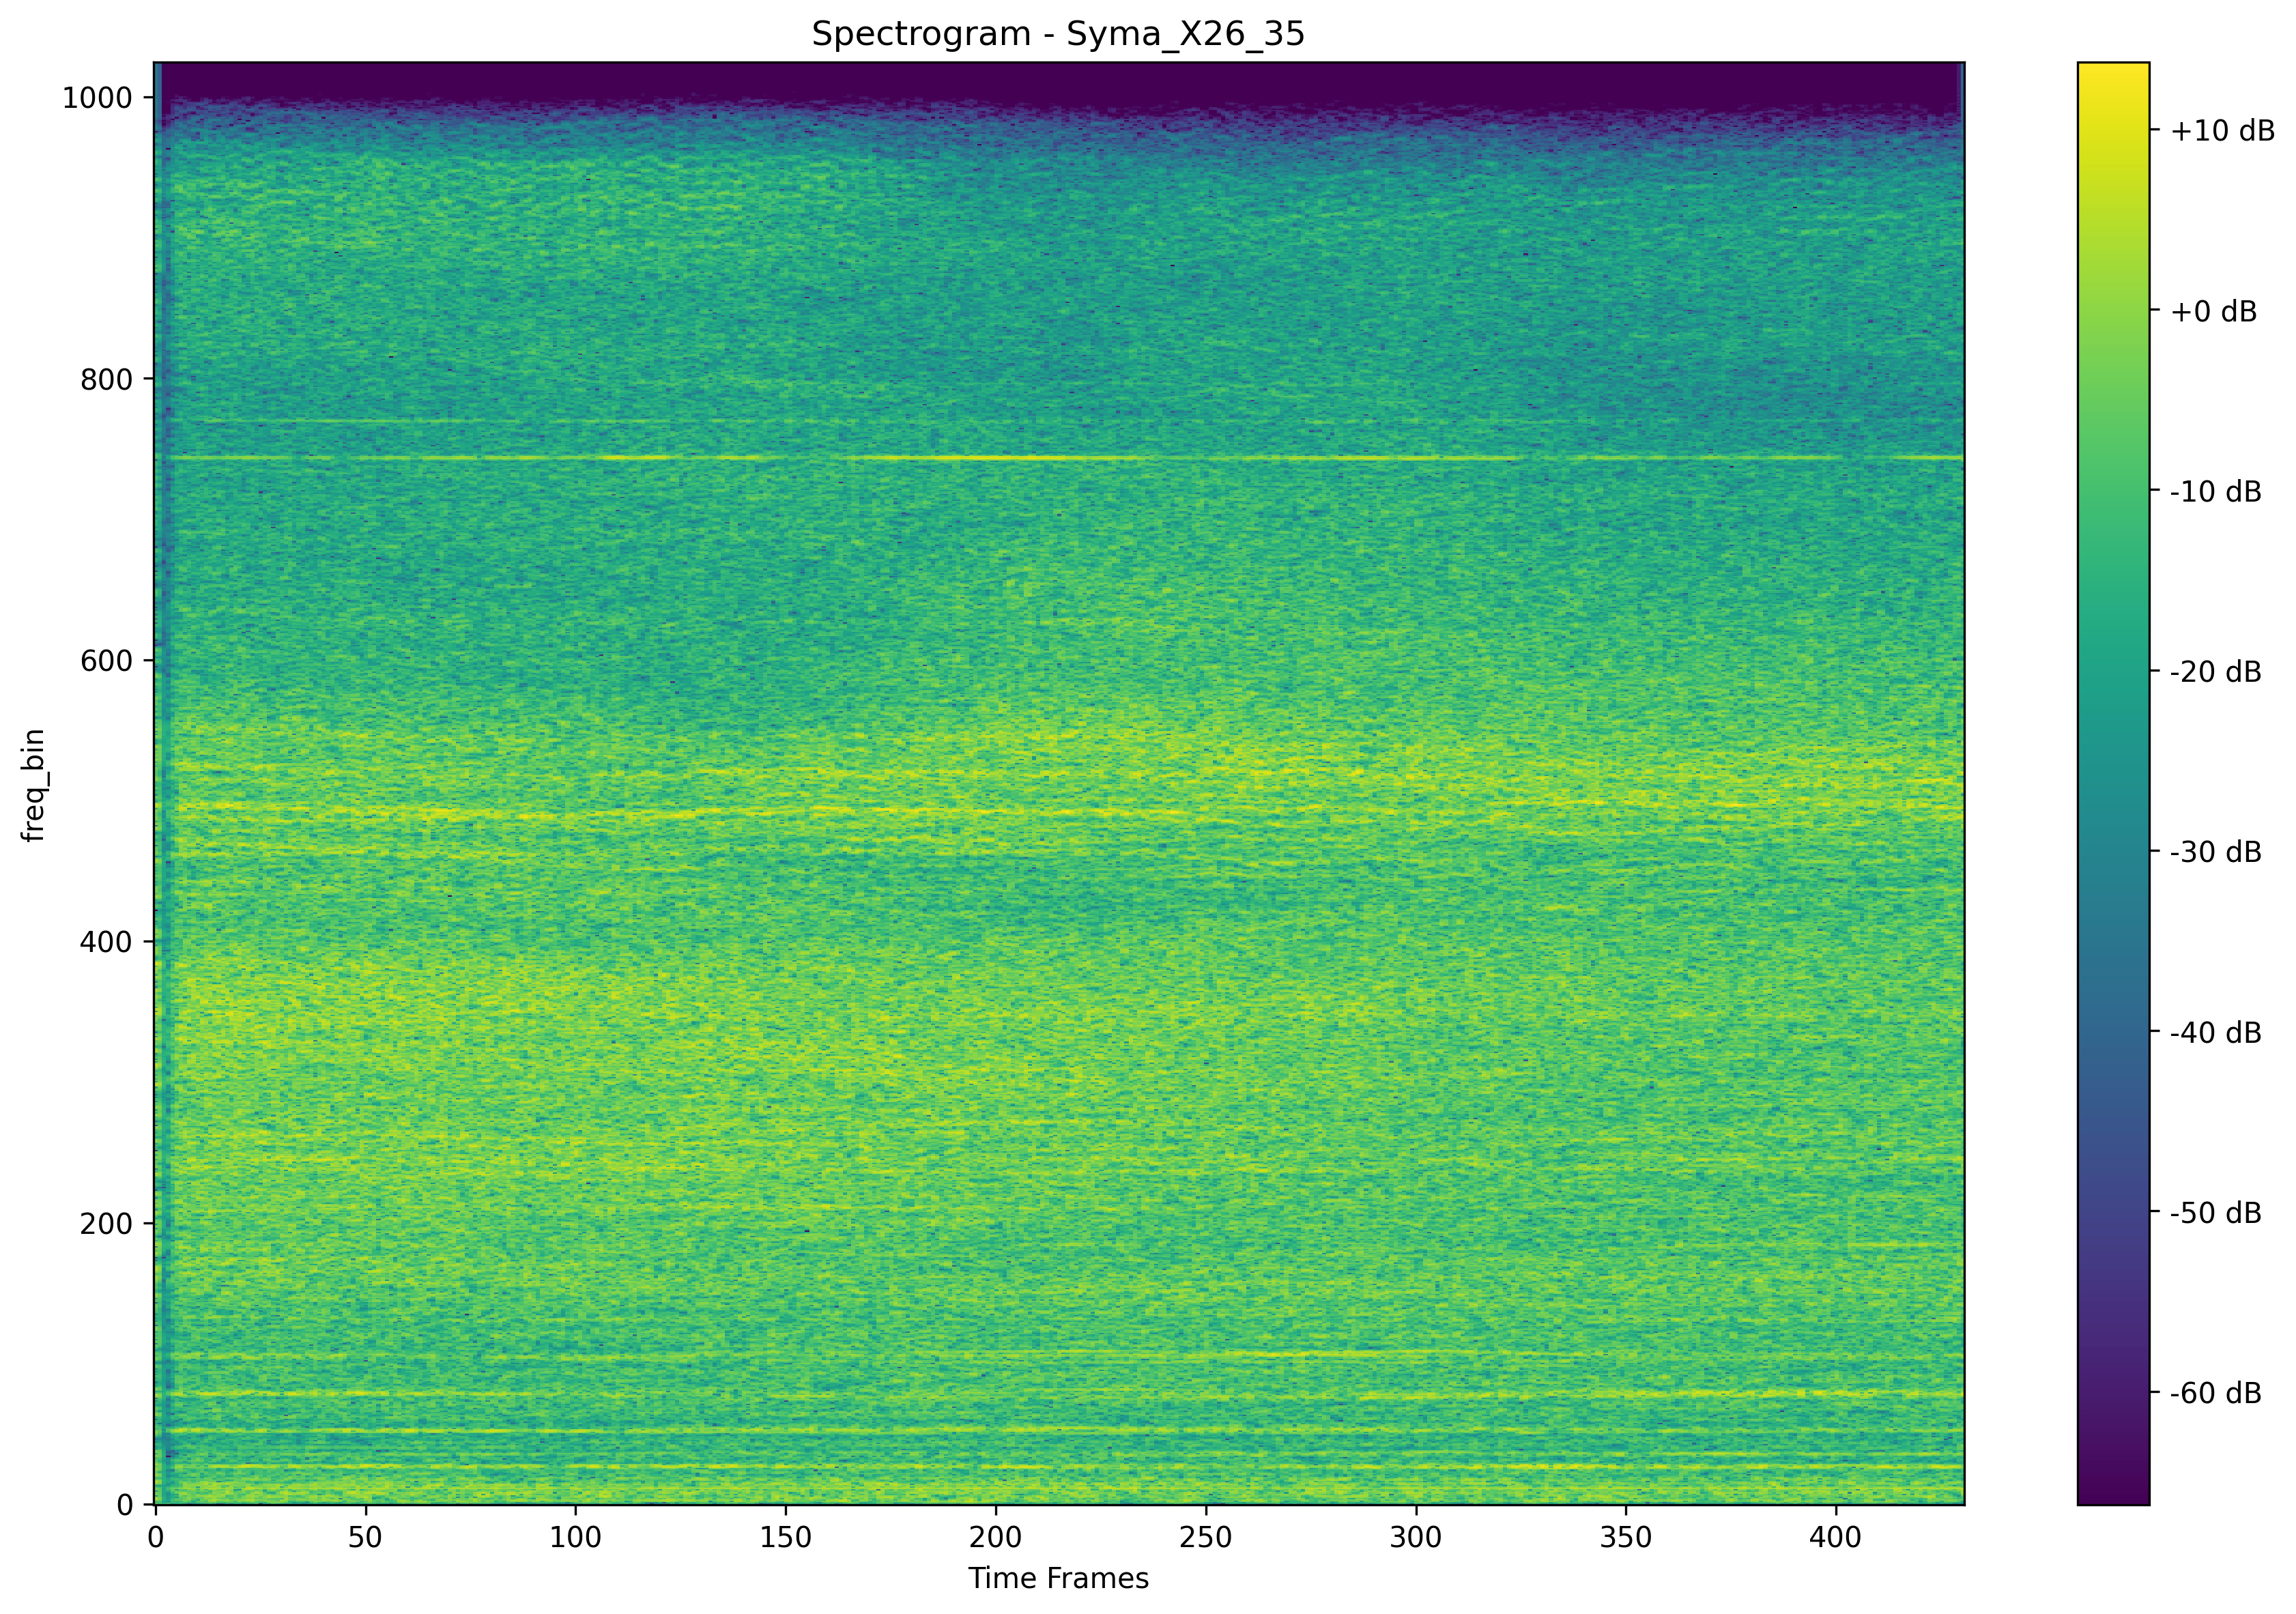 Spectrogram - Syma_X26_35
1000
800
600
400
200
0
freq_bin
0 50 100 150 200 250 300 350 400
Time Frames
+10 dB
+0 dB
-10 dB
-20 dB
-30 dB
-40 dB
-50 dB
-60 dB